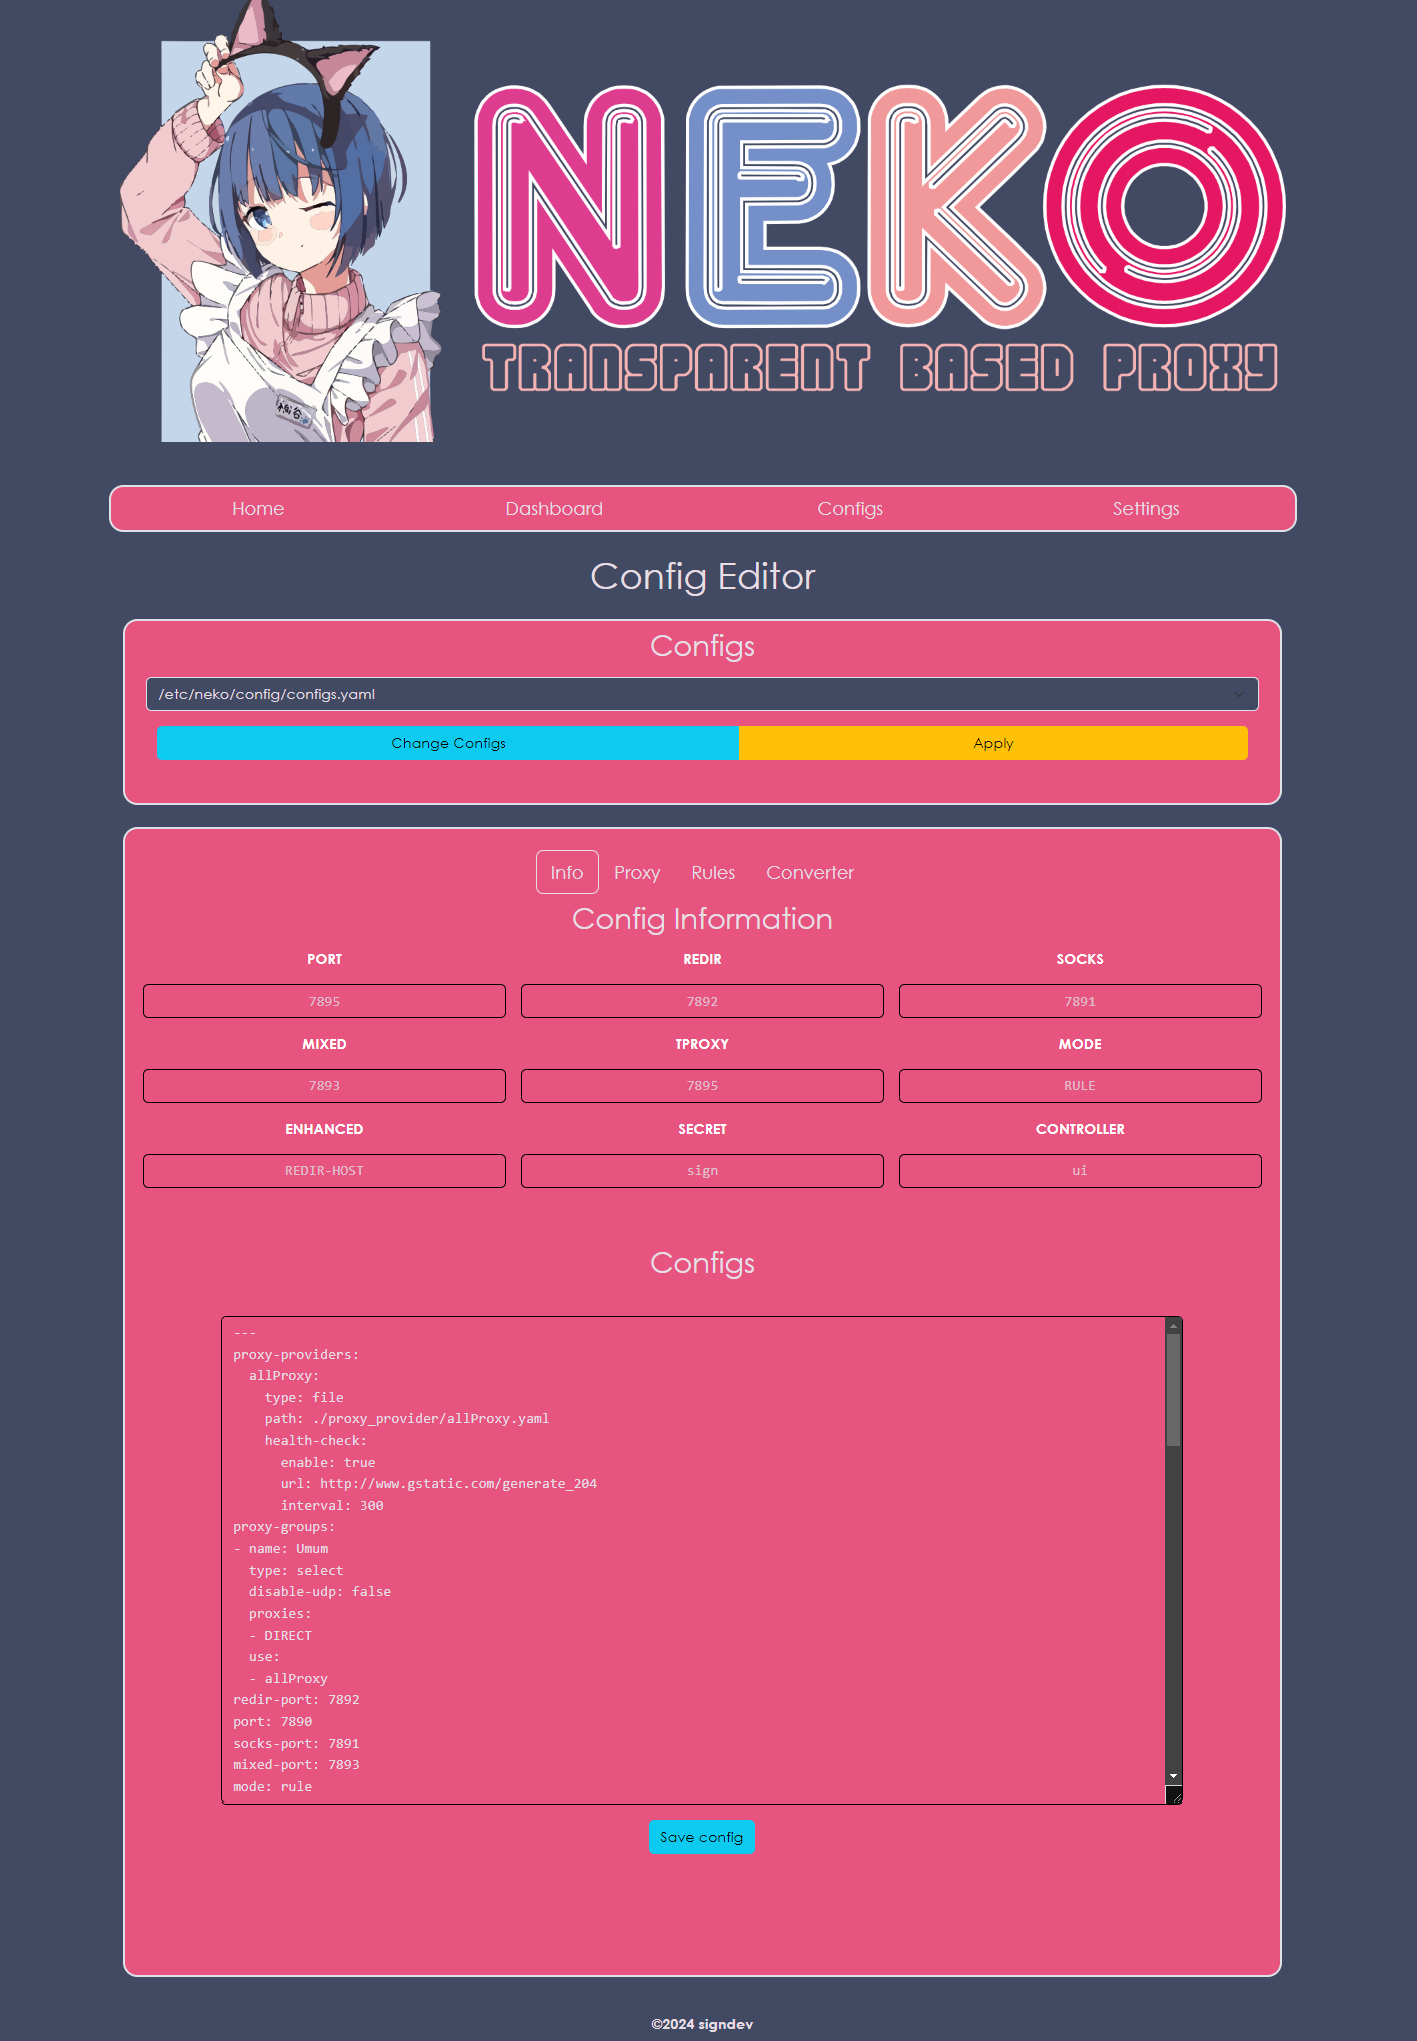 NEKO
TRANSPARENT BASED PROXY
Home Dashboard Configs Settings
Config Editor
Configs
/etc/neko/config/configs.yaml
Change Configs Apply
Info Proxy Rules Converter
Config Information
PORT REDIR SOCKS
7895 7892 7891
MIXED TPROXY MODE
7893 7895 RULE
ENHANCED SECRET CONTROLLER
REDIR-HOST sign ui
Configs
---
proxy-providers:
  allProxy:
    type: file
    path: ./proxy_provider/allProxy.yaml
    health-check:
      enable: true
      url: http://www.gstatic.com/generate_204
      interval: 300
proxy-groups:
- name: Umum
  type: select
  disable-udp: false
  proxies:
  - DIRECT
  use:
  - allProxy
redir-port: 7892
port: 7890
socks-port: 7891
mixed-port: 7893
mode: rule
Save config
©2024 signdev